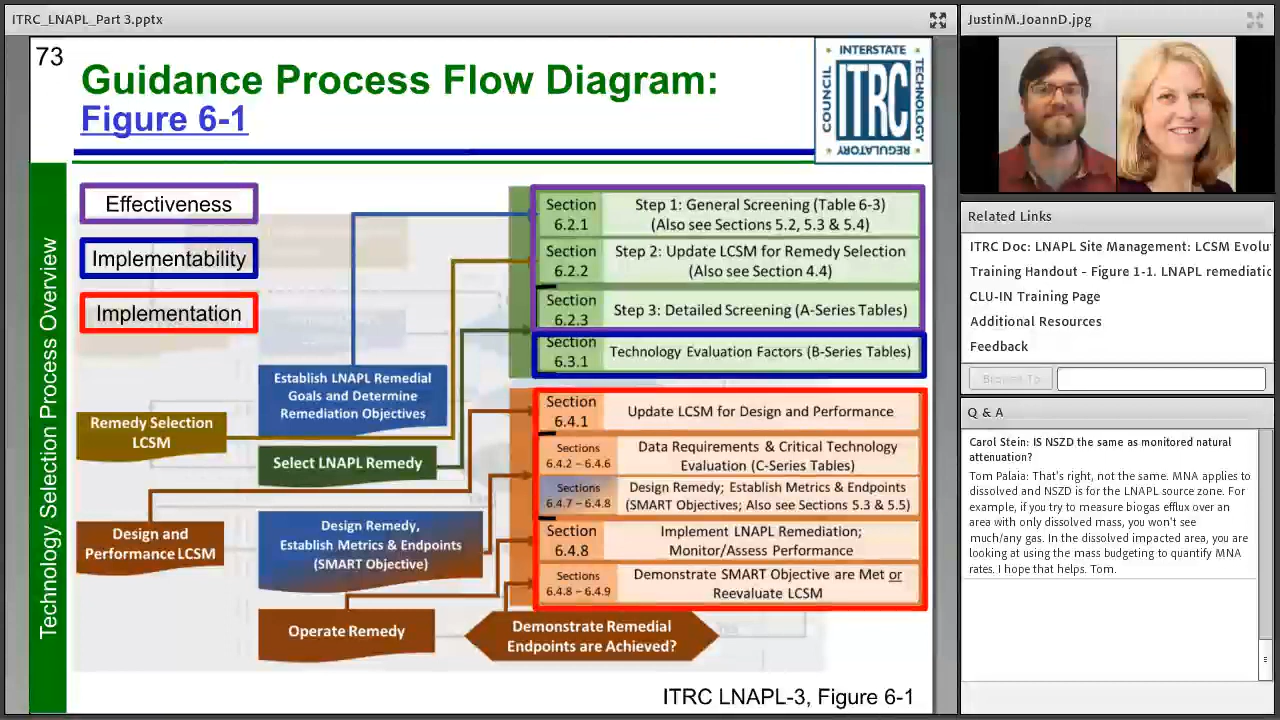 ITRC_LNAPL_Part 3.pptx
73
Guidance Process Flow Diagram:
Figure 6-1
INTERSTATE
TECHNOLOGY
REGULATORY
COUNCIL
ITRC
Technology Selection Process Overview
Effectiveness
Implementability
Implementation
Section
6.2.1
Step 1: General Screening (Table 6-3)
(Also see Sections 5.2, 5.3 & 5.4)
Section
6.2.2
Step 2: Update LCSM for Remedy Selection
(Also see Section 4.4)
Section
6.2.3
Step 3: Detailed Screening (A-Series Tables)
Section
6.3.1
Technology Evaluation Factors (B-Series Tables)
Section
6.4.1
Update LCSM for Design and Performance
Sections
6.4.2 – 6.4.6
Data Requirements & Critical Technology
Evaluation (C-Series Tables)
Sections
6.4.7 – 6.4.8
Design Remedy; Establish Metrics & Endpoints
(SMART Objectives; Also see Sections 5.3 & 5.5)
Section
6.4.8
Implement LNAPL Remediation;
Monitor/Assess Performance
Sections
6.4.8 – 6.4.9
Demonstrate SMART Objective are Met or
Reevaluate LCSM
Establish LNAPL Remedial
Goals and Determine
Remediation Objectives
Remedy Selection
LCSM
Select LNAPL Remedy
Design and
Performance LCSM
Design Remedy,
Establish Metrics & Endpoints
(SMART Objective)
Operate Remedy
Demonstrate Remedial
Endpoints are Achieved?
ITRC LNAPL-3, Figure 6-1
JustinM.JoannD.jpg
Related Links
ITRC Doc: LNAPL Site Management: LCSM Evolu
Training Handout - Figure 1-1. LNAPL remediatic
CLU-IN Training Page
Additional Resources
Feedback
Browse To
Q & A
Carol Stein: IS NSZD the same as monitored natural
attenuation?
Tom Palaia: That's right, not the same. MNA applies to
dissolved and NSZD is for the LNAPL source zone. For
example, if you try to measure biogas efflux over an
area with only dissolved mass, you won't see
much/any gas. In the dissolved impacted area, you are
looking at using the mass budgeting to quantify MNA
rates. I hope that helps. Tom.